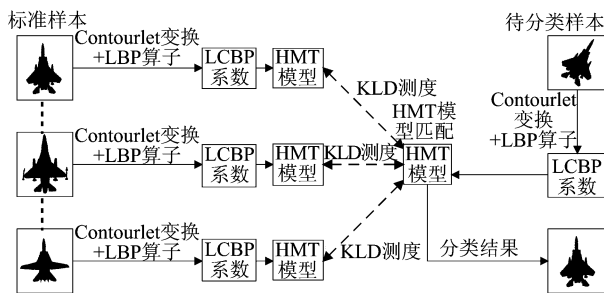 标准样本
待分类样本
Contourlet变换
+LBP算子
LCBP
系数
HMT
模型
KLD测度
HMT模
型匹配
Contourlet
变换
+LBP算子
Contourlet变换
+LBP算子
LCBP
系数
HMT
模型
KLD测度
HMT
模型
LCBP
系数
Contourlet变换
+LBP算子
LCBP
系数
HMT
模型
KLD测度
分类结果